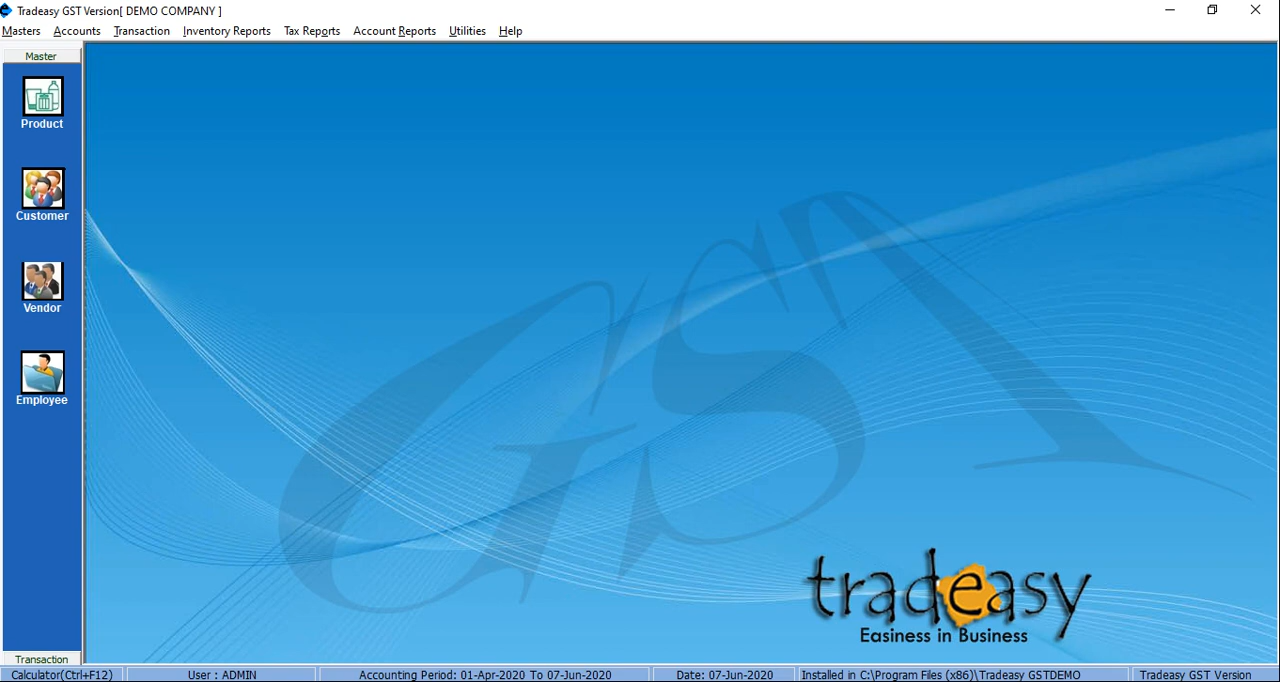 Tradeasy GST Version[ DEMO COMPANY ]
Masters Accounts Transaction Inventory Reports Tax Reports Account Reports Utilities Help
Master
Product
Customer
Vendor
Employee
GST
tradeasy
Easiness in Business
Transaction
Calculator(Ctrl+F12) User : ADMIN Accounting Period: 01-Apr-2020 To 07-Jun-2020 Date: 07-Jun-2020 Installed in C:\Program Files (x86)\Tradeasy GSTDEMO Tradeasy GST Version